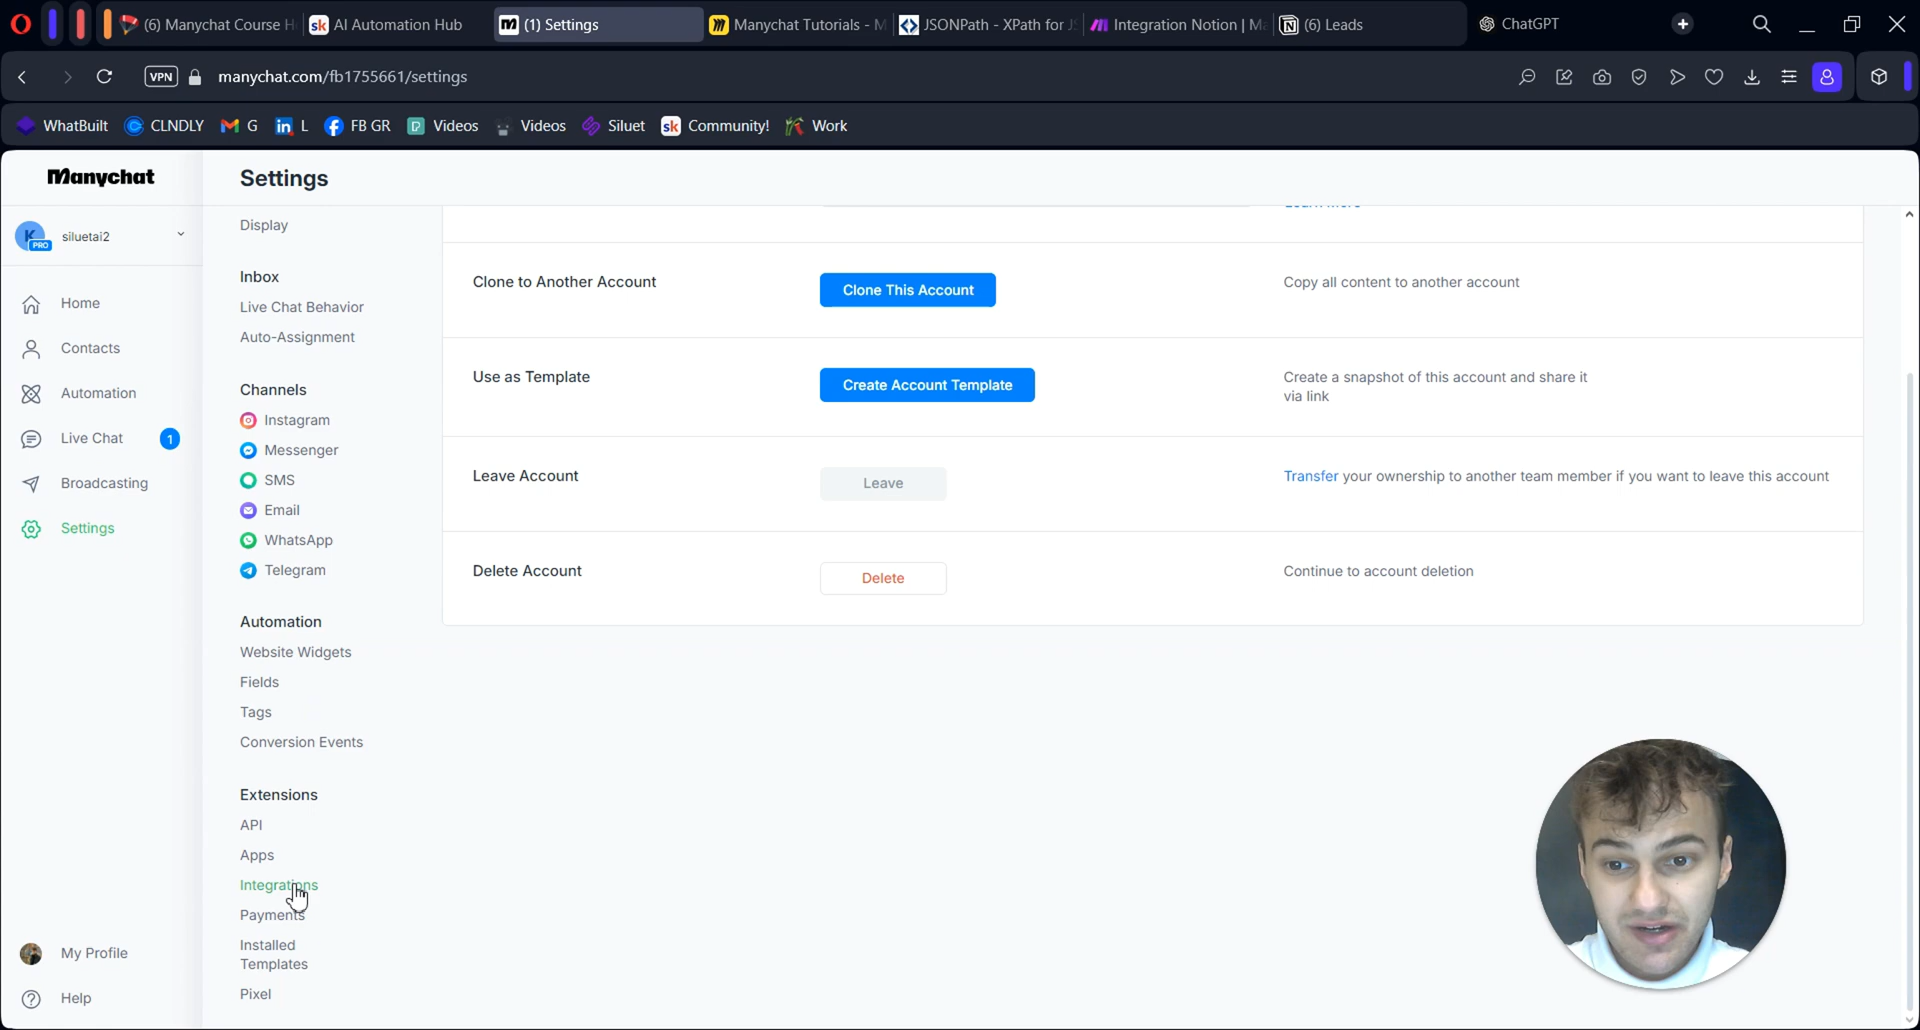 (6) Manychat Course H
AI Automation Hub
(1) Settings
Manychat Tutorials - M
JSONPath - XPath for JS
Integration Notion | Ma
(6) Leads
ChatGPT
VPN
manychat.com/fb1755661/settings
WhatBuilt
CLNDLY
G
L
FB GR
Videos
Videos
Siluet
Community!
Work
Manychat
Settings
K
PRO
siluetai2
Home
Contacts
Automation
Live Chat
1
Broadcasting
Settings
My Profile
Help
Display
Inbox
Live Chat Behavior
Auto-Assignment
Channels
Instagram
Messenger
SMS
Email
WhatsApp
Telegram
Automation
Website Widgets
Fields
Tags
Conversion Events
Extensions
API
Apps
Integrations
Payments
Installed
Templates
Pixel
Clone to Another Account
Clone This Account
Copy all content to another account
Use as Template
Create Account Template
Create a snapshot of this account and share it
via link
Leave Account
Leave
Transfer your ownership to another team member if you want to leave this account
Delete Account
Delete
Continue to account deletion